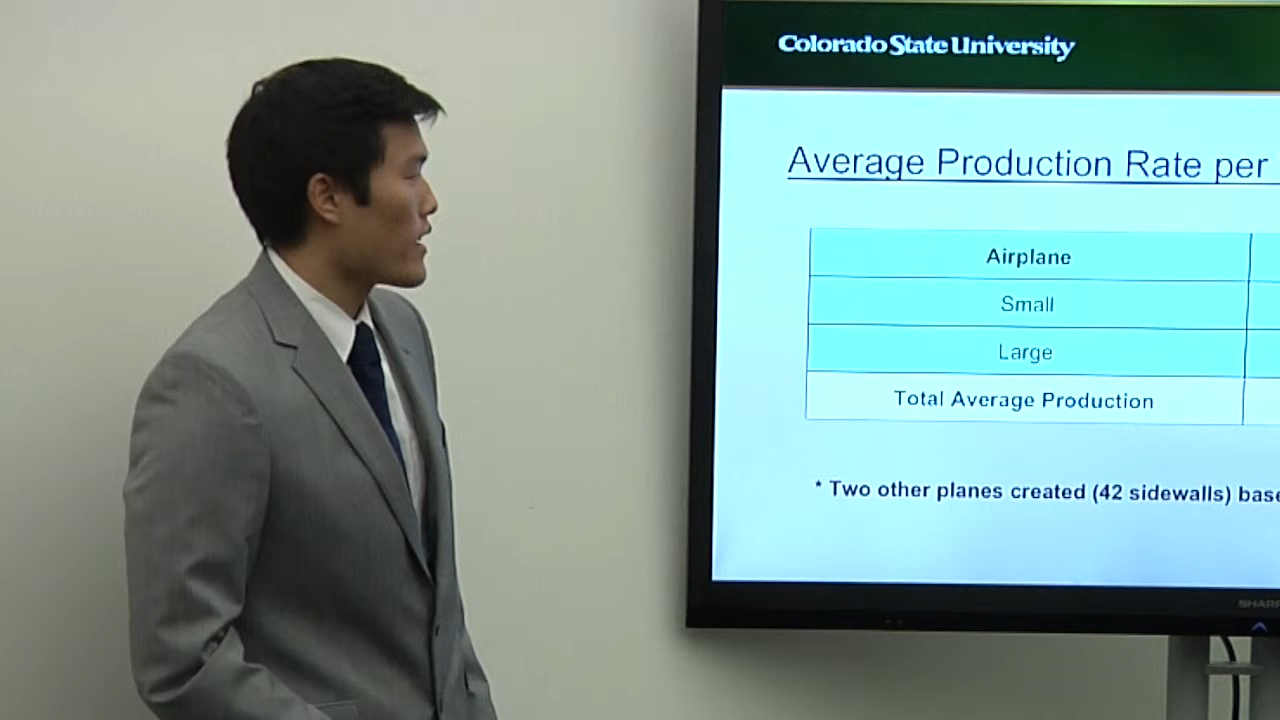 Colorado State University
Average Production Rate per
Airplane
Small
Large
Total Average Production
* Two other planes created (42 sidewalls) base
SHARP